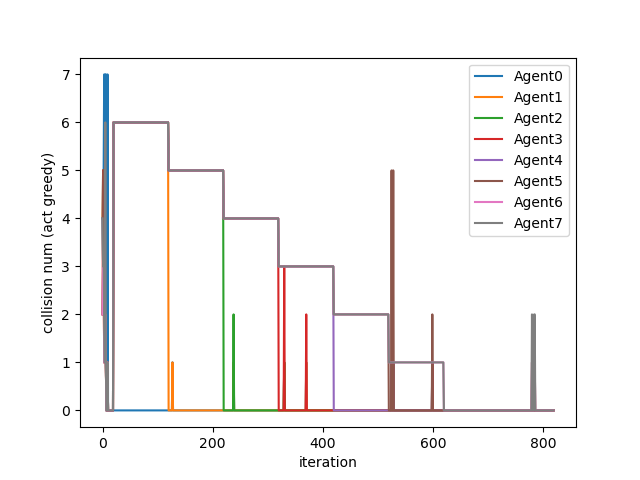 7
6
5
4
3
2
1
0
collision num (act greedy)
0
200
400
600
800
iteration
Agent0
Agent1
Agent2
Agent3
Agent4
Agent5
Agent6
Agent7